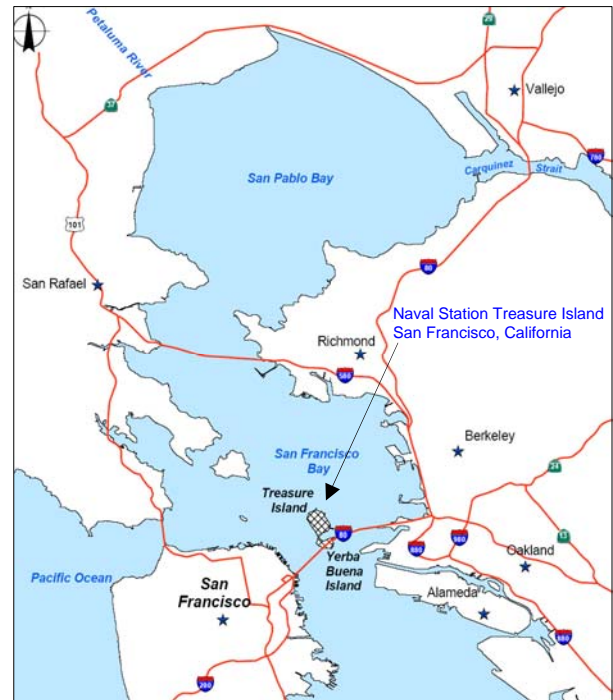 N
29
Petaluma River
Vallejo
37
Carquinez Strait
780
San Pablo Bay
101
80
San Rafael
Naval Station Treasure Island
San Francisco, California
Richmond
580
Berkeley
San Francisco
Bay
24
Treasure
Island
80
980
13
880
Oakland
Yerba
Buena
Island
Pacific Ocean
San
Francisco
Alameda
880
280